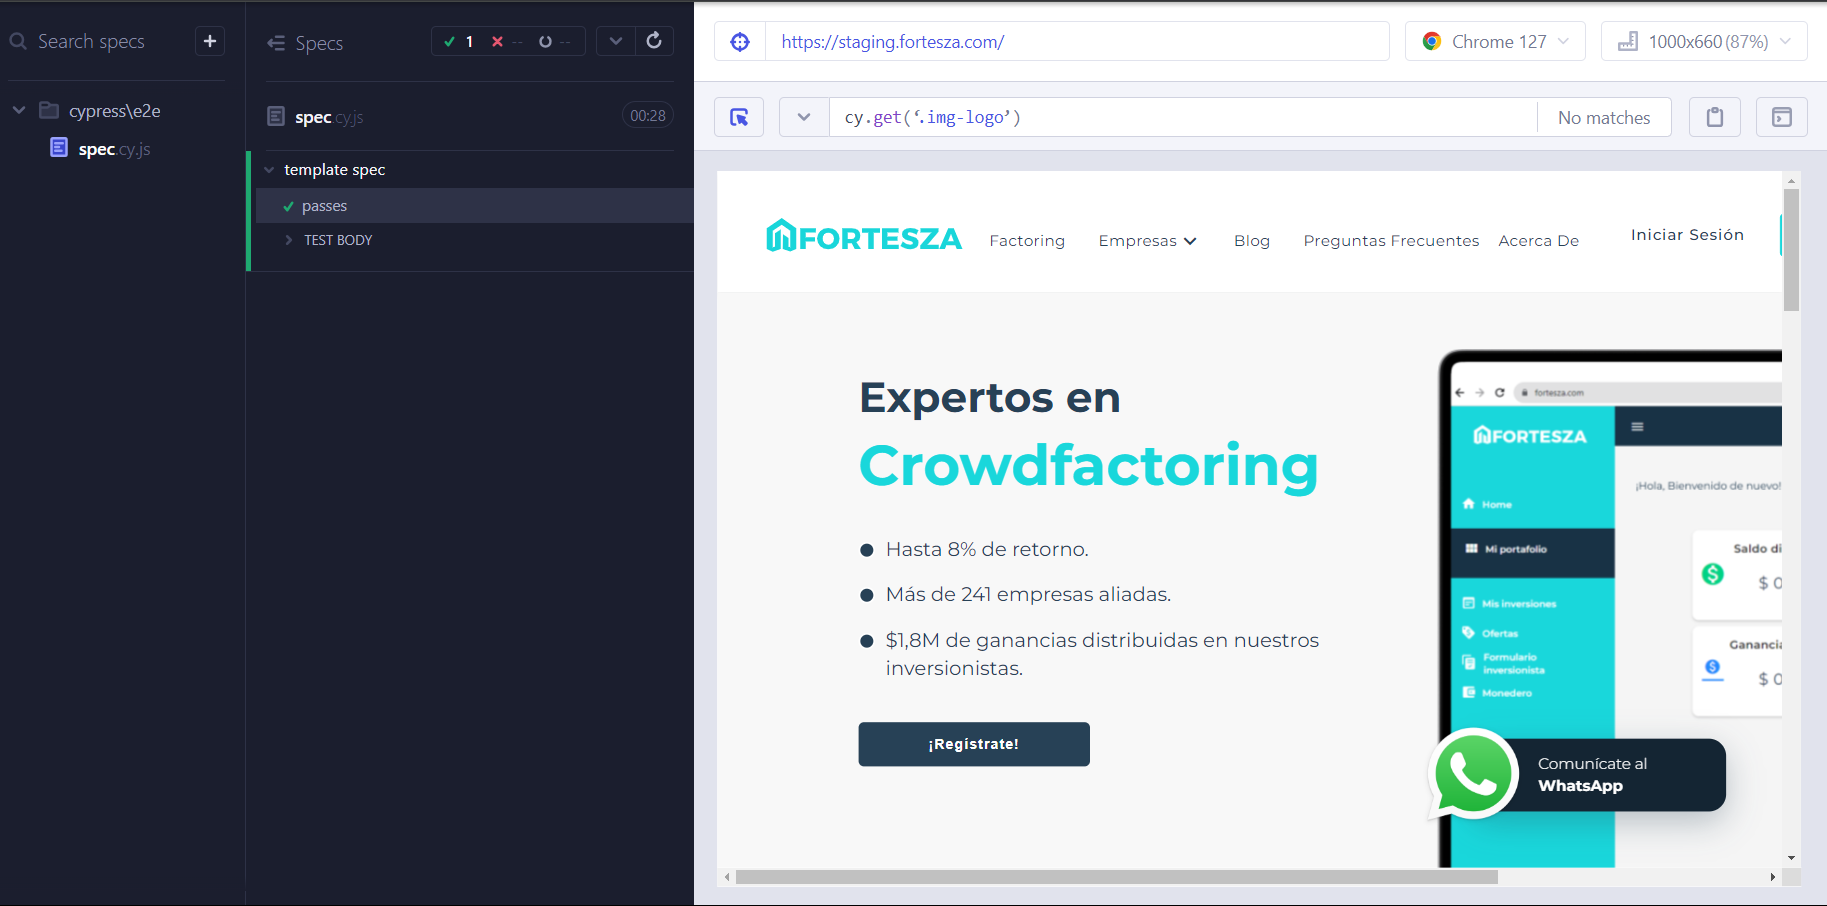 Search specs
+
cypress\e2e
spec.cy.js
Specs
1 -- --
spec.cy.js 00:28
template spec
passes
TEST BODY
https://staging.fortesza.com/
Chrome 127
1000x660 (87%)
cy.get(‘.img-logo’)
No matches
FORTESZA
Factoring
Empresas
Blog
Preguntas Frecuentes
Acerca De
Iniciar Sesión
Expertos en
Crowdfactoring
Hasta 8% de retorno.
Más de 241 empresas aliadas.
$1,8M de ganancias distribuidas en nuestros
inversionistas.
¡Regístrate!
fortesza.com
FORTESZA
Home
Mi portafolio
Mis inversiones
Ofertas
Formulario
inversionista
Monedero
¡Hola, Bienvenido de nuevo!
Saldo di
$ 0
Ganancia
$ 0
Comunícate al
WhatsApp